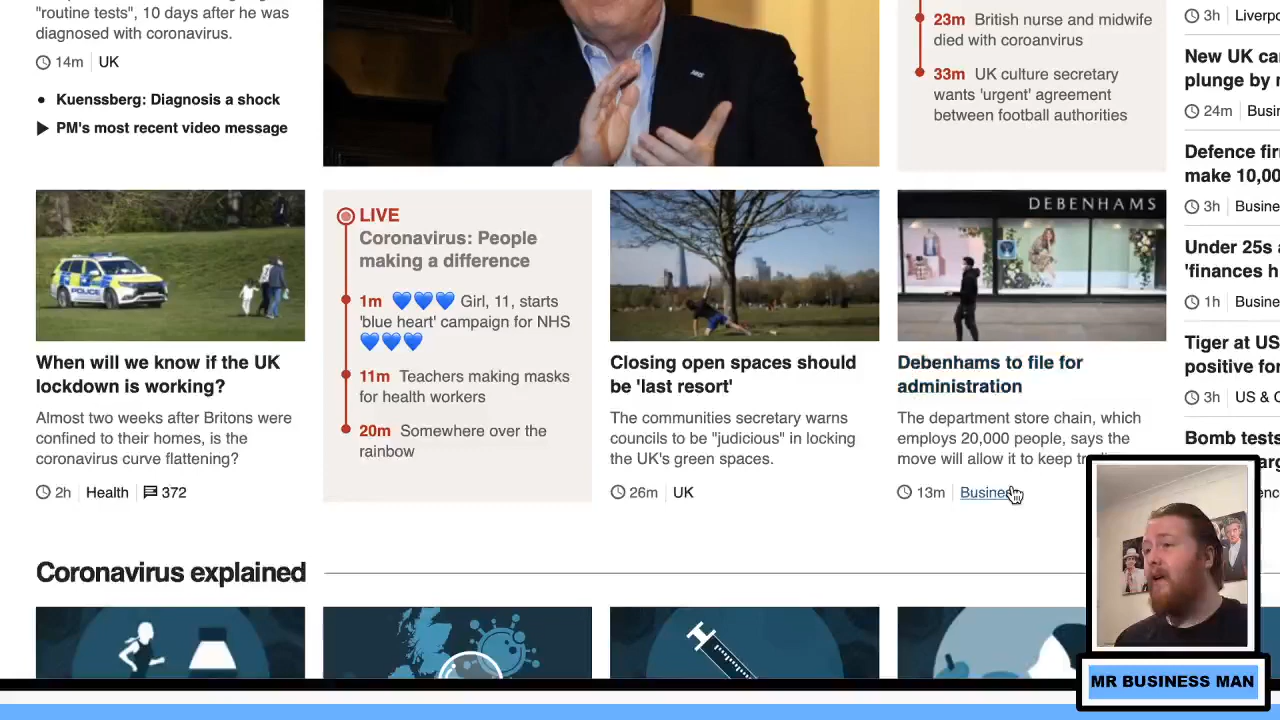 "routine tests", 10 days after he was
diagnosed with coronavirus.
14m UK
Kuenssberg: Diagnosis a shock
PM's most recent video message
23m British nurse and midwife
died with coroanvirus
33m UK culture secretary
wants 'urgent' agreement
between football authorities
3h Liverpo
New UK ca
plunge by
24m Busin
Defence fir
make 10,00
3h Busine
Under 25s
'finances h
1h Busine
Tiger at US
positive for
3h US & C
Bomb tests
DEBENHAMS
When will we know if the UK
lockdown is working?
Almost two weeks after Britons were
confined to their homes, is the
coronavirus curve flattening?
2h Health 372
LIVE
Coronavirus: People
making a difference
1m 💙💙💙 Girl, 11, starts
'blue heart' campaign for NHS
💙💙💙
11m Teachers making masks
for health workers
20m Somewhere over the
rainbow
Closing open spaces should
be 'last resort'
The communities secretary warns
councils to be "judicious" in locking
the UK's green spaces.
26m UK
Debenhams to file for
administration
The department store chain, which
employs 20,000 people, says the
move will allow it to keep
13m Busine
Coronavirus explained
POLICE
MR BUSINESS MAN